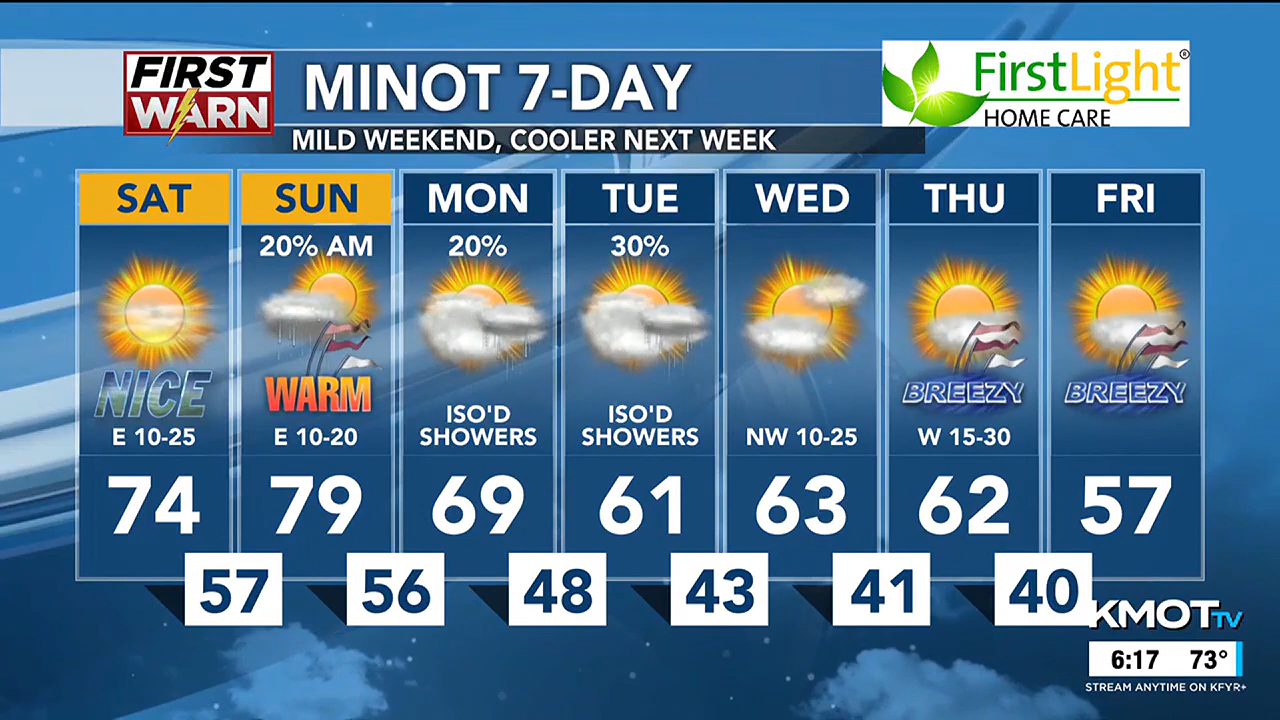 FIRST
WARN
MINOT 7-DAY
MILD WEEKEND, COOLER NEXT WEEK
FirstLight®
HOME CARE
SAT
NICE
E 10-25
74
57
SUN
20% AM
WARM
E 10-20
79
56
MON
20%
ISO'D
SHOWERS
69
48
TUE
30%
ISO'D
SHOWERS
61
43
WED
NW 10-25
63
41
THU
BREEZY
W 15-30
62
40
FRI
BREEZY
57
KMOT TV
6:17 73°
STREAM ANYTIME ON KFYR+